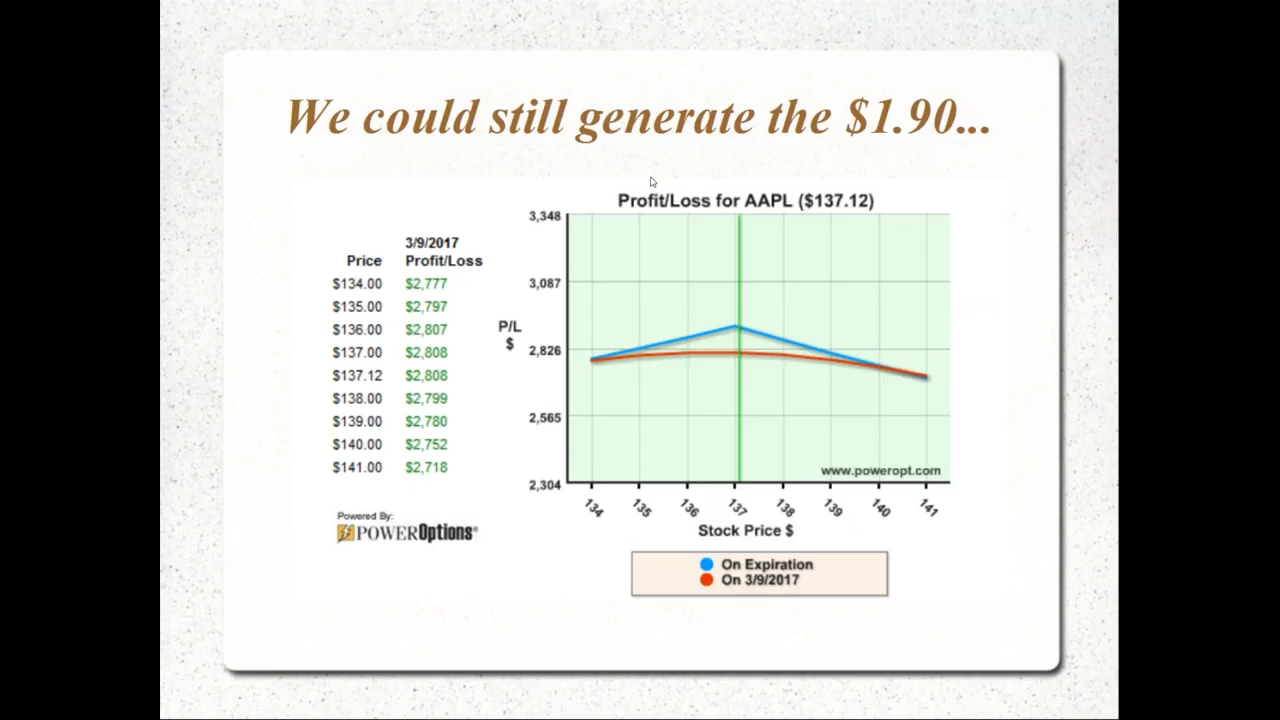 We could still generate the $1.90...
Profit/Loss for AAPL ($137.12)
3/9/2017
Price Profit/Loss
$134.00 $2,777
$135.00 $2,797
$136.00 $2,807
$137.00 $2,808
$137.12 $2,808
$138.00 $2,799
$139.00 $2,780
$140.00 $2,752
$141.00 $2,718
Powered By:
POWEROptions®
P/L
$
3,348
3,087
2,826
2,565
2,304
www.poweropt.com
134 135 136 137 138 139 140 141
Stock Price $
On Expiration
On 3/9/2017